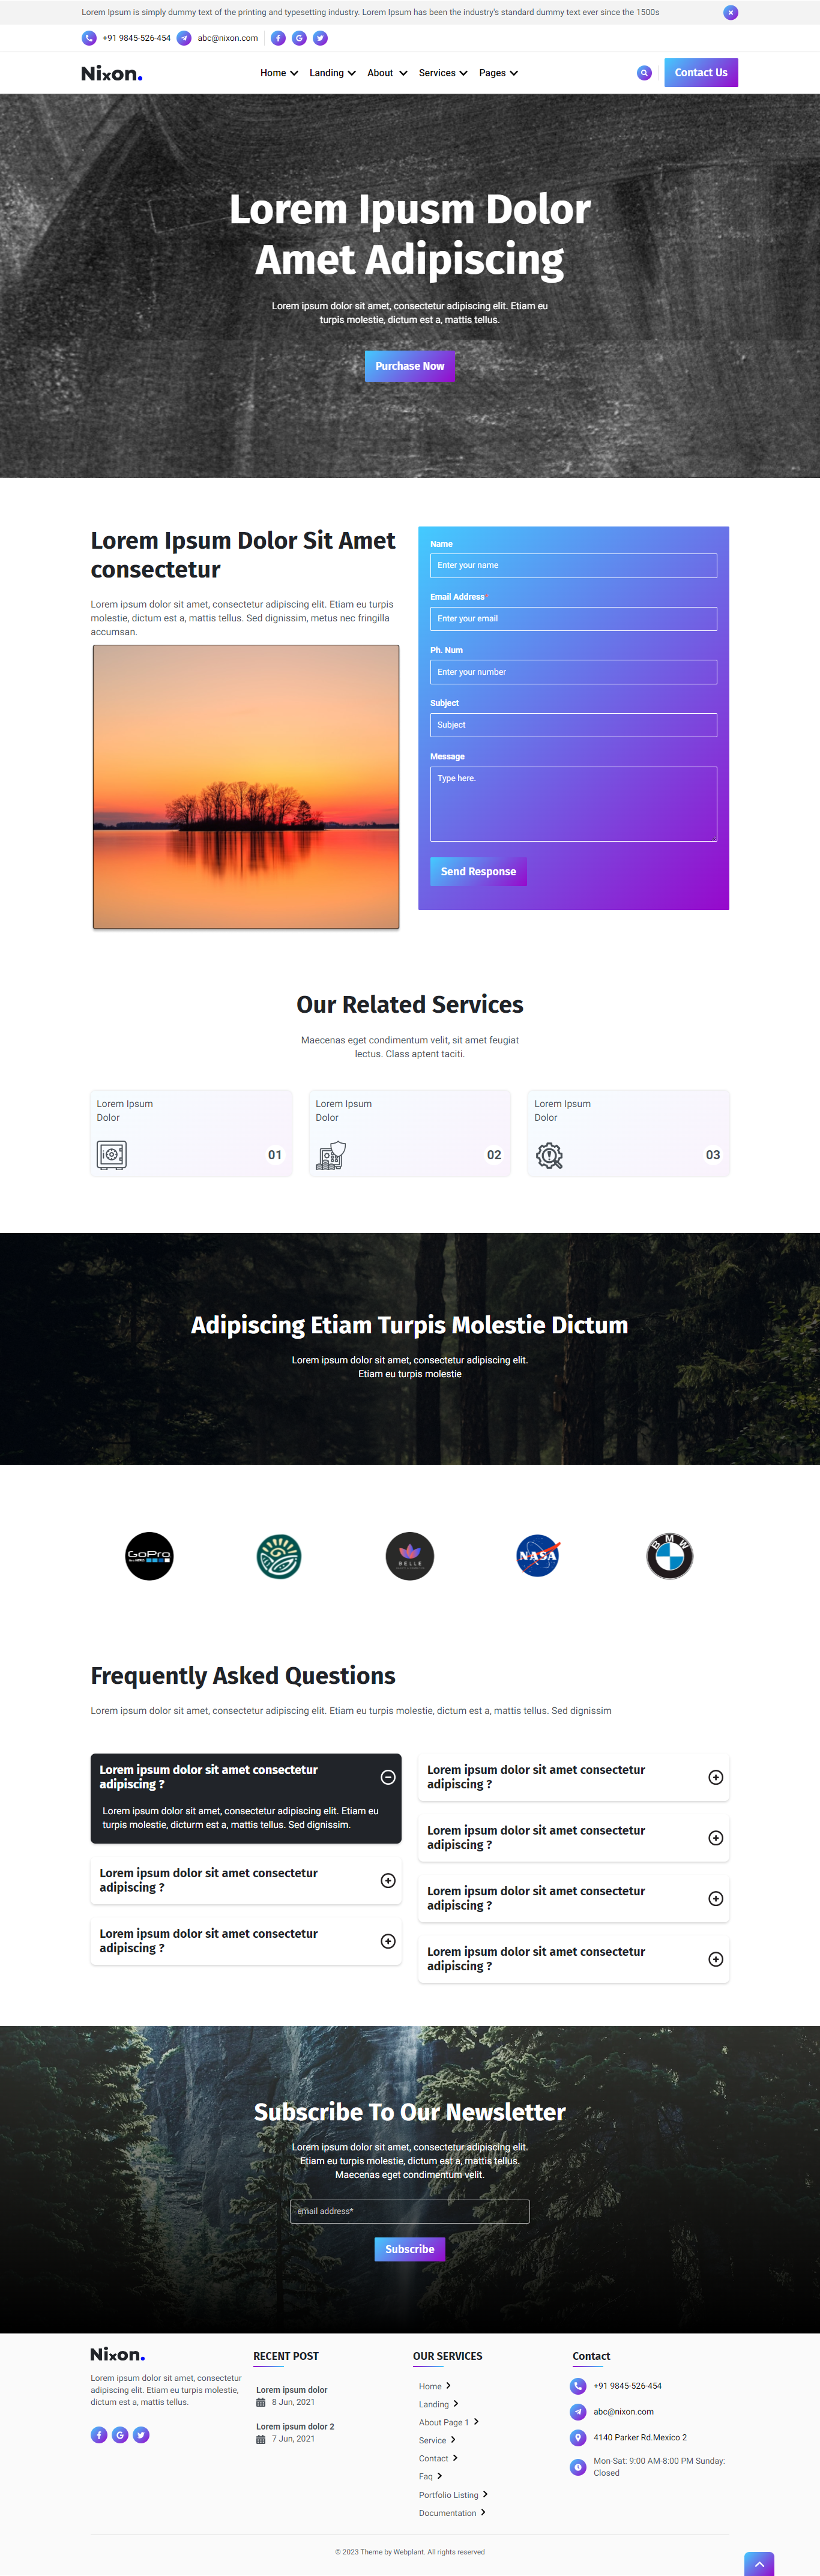 Lorem Ipsum is simply dummy text of the printing and typesetting industry. Lorem Ipsum has been the industry's standard dummy text ever since the 1500s
+91 9845-526-454 abc@nixon.com
Nixon.
Home Landing About Services Pages
Contact Us
Lorem Ipusm Dolor
Amet Adipiscing
Lorem ipsum dolor sit amet, consectetur adipiscing elit. Etiam eu
turpis molestie, dictum est a, mattis tellus.
Purchase Now
Lorem Ipsum Dolor Sit Amet
consectetur
Lorem ipsum dolor sit amet, consectetur adipiscing elit. Etiam eu turpis
molestie, dictum est a, mattis tellus. Sed dignissim, metus nec fringilla
accumsan.
Name
Enter your name
Email Address
Enter your email
Ph. Num
Enter your number
Subject
Subject
Message
Type here.
Send Response
Our Related Services
Maecenas eget condimentum velit, sit amet feugiat
lectus. Class aptent taciti.
Lorem Ipsum
Dolor
01
Lorem Ipsum
Dolor
02
Lorem Ipsum
Dolor
03
Adipiscing Etiam Turpis Molestie Dictum
Lorem ipsum dolor sit amet, consectetur adipiscing elit.
Etiam eu turpis molestie
GoPro
BELLE
NASA
BMW
Frequently Asked Questions
Lorem ipsum dolor sit amet, consectetur adipiscing elit. Etiam eu turpis molestie, dictum est a, mattis tellus. Sed dignissim
Lorem ipsum dolor sit amet consectetur
adipiscing ?
Lorem ipsum dolor sit amet, consectetur adipiscing elit. Etiam eu
turpis molestie, dicturm est a, mattis tellus. Sed dignissim.
Lorem ipsum dolor sit amet consectetur
adipiscing ?
Lorem ipsum dolor sit amet consectetur
adipiscing ?
Lorem ipsum dolor sit amet consectetur
adipiscing ?
Lorem ipsum dolor sit amet consectetur
adipiscing ?
Lorem ipsum dolor sit amet consectetur
adipiscing ?
Lorem ipsum dolor sit amet consectetur
adipiscing ?
Subscribe To Our Newsletter
Lorem ipsum dolor sit amet, consectetur adipiscing elit.
Etiam eu turpis molestie, dictum est a, mattis tellus.
Maecenas eget condimentum velit.
email address*
Subscribe
Nixon.
Lorem ipsum dolor sit amet, consectetur
adipiscing elit. Etiam eu turpis molestie,
dictum est a, mattis tellus.
RECENT POST
Lorem ipsum dolor
8 Jun, 2021
Lorem ipsum dolor 2
7 Jun, 2021
OUR SERVICES
Home
Landing
About Page 1
Service
Contact
Faq
Portfolio Listing
Documentation
Contact
+91 9845-526-454
abc@nixon.com
4140 Parker Rd.Mexico 2
Mon-Sat: 9:00 AM-8:00 PM Sunday:
Closed
© 2023 Theme by Webplant. All rights reserved